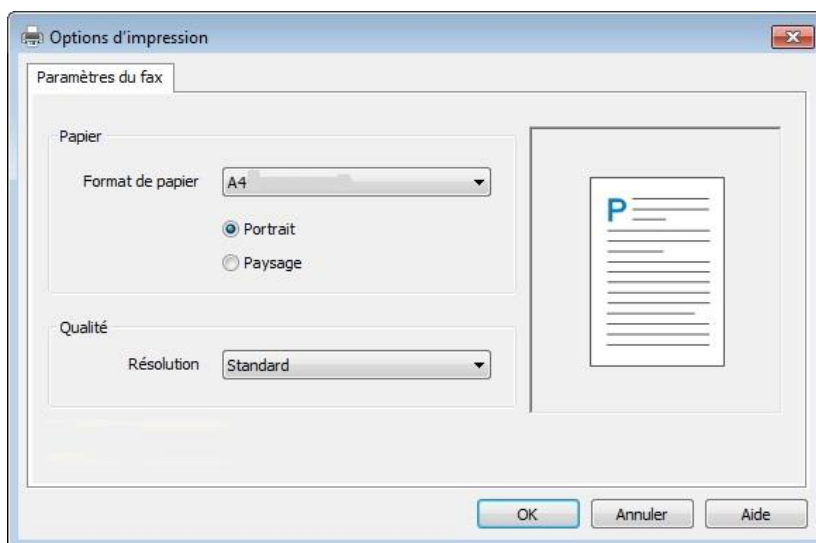 Options d'impression
Paramètres du fax
Papier
Format de papier A4
Portrait
Paysage
Qualité
Résolution Standard
P
OK Annuler Aide